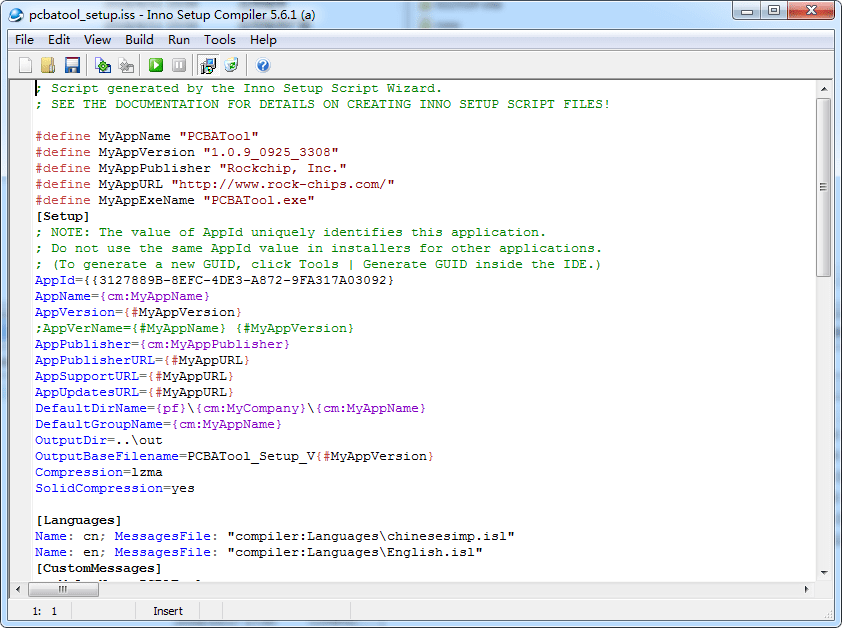 pcbatool_setup.iss - Inno Setup Compiler 5.6.1 (a)
File Edit View Build Run Tools Help
; Script generated by the Inno Setup Script Wizard.
; SEE THE DOCUMENTATION FOR DETAILS ON CREATING INNO SETUP SCRIPT FILES!
#define MyAppName "PCBATool"
#define MyAppVersion "1.0.9_0925_3308"
#define MyAppPublisher "Rockchip, Inc."
#define MyAppURL "http://www.rock-chips.com/"
#define MyAppExeName "PCBATool.exe"
[Setup]
; NOTE: The value of AppId uniquely identifies this application.
; Do not use the same AppId value in installers for other applications.
; (To generate a new GUID, click Tools | Generate GUID inside the IDE.)
AppId={{3127889B-8EFC-4DE3-A872-9FA317A03092}
AppName={cm:MyAppName}
AppVersion={#MyAppVersion}
;AppVerName={#MyAppName} {#MyAppVersion}
AppPublisher={cm:MyAppPublisher}
AppPublisherURL={#MyAppURL}
AppSupportURL={#MyAppURL}
AppUpdatesURL={#MyAppURL}
DefaultDirName={pf}\{cm:MyCompany}\{cm:MyAppName}
DefaultGroupName={cm:MyAppName}
OutputDir=..\out
OutputBaseFilename=PCBATool_Setup_V{#MyAppVersion}
Compression=lzma
SolidCompression=yes
[Languages]
Name: cn; MessagesFile: "compiler:Languages\chinesesimp.isl"
Name: en; MessagesFile: "compiler:Languages\English.isl"
[CustomMessages]
1: 1 Insert